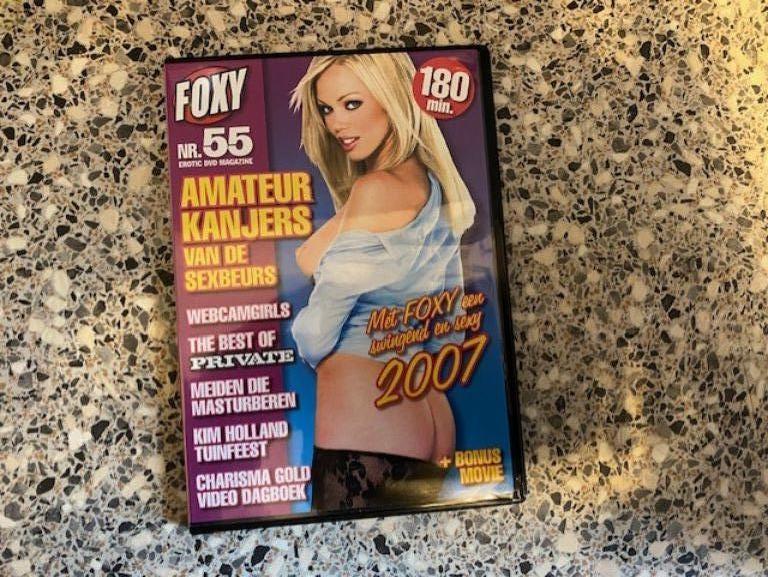 FOXY
NR. 55
EROTIC DVD MAGAZINE
180
min.
AMATEUR
KANJERS
VAN DE
SEXBEURS
WEBCAMGIRLS
THE BEST OF
PRIVATE
MEIDEN DIE
MASTURBEREN
KIM HOLLAND
TUINFEEST
CHARISMA GOLD
VIDEO DAGBOEK
Met FOXY een
swingend en sexy
2007
+ BONUS
MOVIE